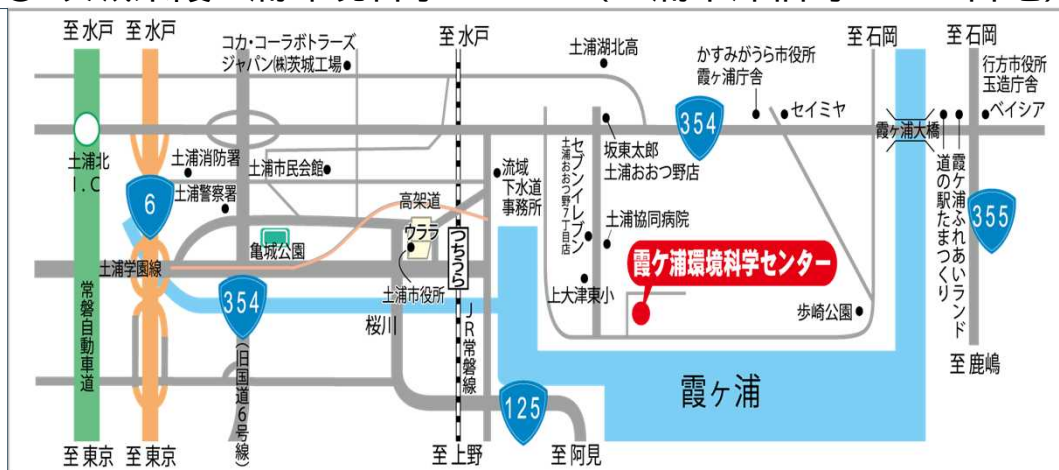 至水戸
至水戸
コカ・コーラボトラーズ
ジャパン㈱茨城工場
至水戸
土浦湖北高
かすみがうら市役所
霞ヶ浦庁舎
セイミヤ
至石岡
至石岡
行方市役所
玉造庁舎
ベイシア
土浦北
I.C
6
土浦消防署
土浦警察署
土浦市民会館
高架道
流域
下水道
事務所
セブンイレブン
土浦おおつ野7丁目店
坂東太郎
土浦おおつ野店
354
霞ヶ浦大橋
道の駅たまつくり
霞ヶ浦ふれあいランド
355
土浦学園線
亀城公園
ウララ
土浦市役所
つちうら
土浦協同病院
霞ケ浦環境科学センター
上大津東小
歩崎公園
常磐自動車道
354
(旧国道6号線)
桜川
JR常磐線
125
霞ヶ浦
至鹿嶋
至東京
至東京
至上野
至阿見